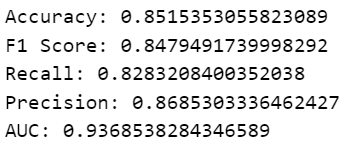 Accuracy: 0.8515353055823089
F1 Score: 0.8479491739998292
Recall: 0.8283208400352038
Precision: 0.8685303336462427
AUC: 0.9368538284346589